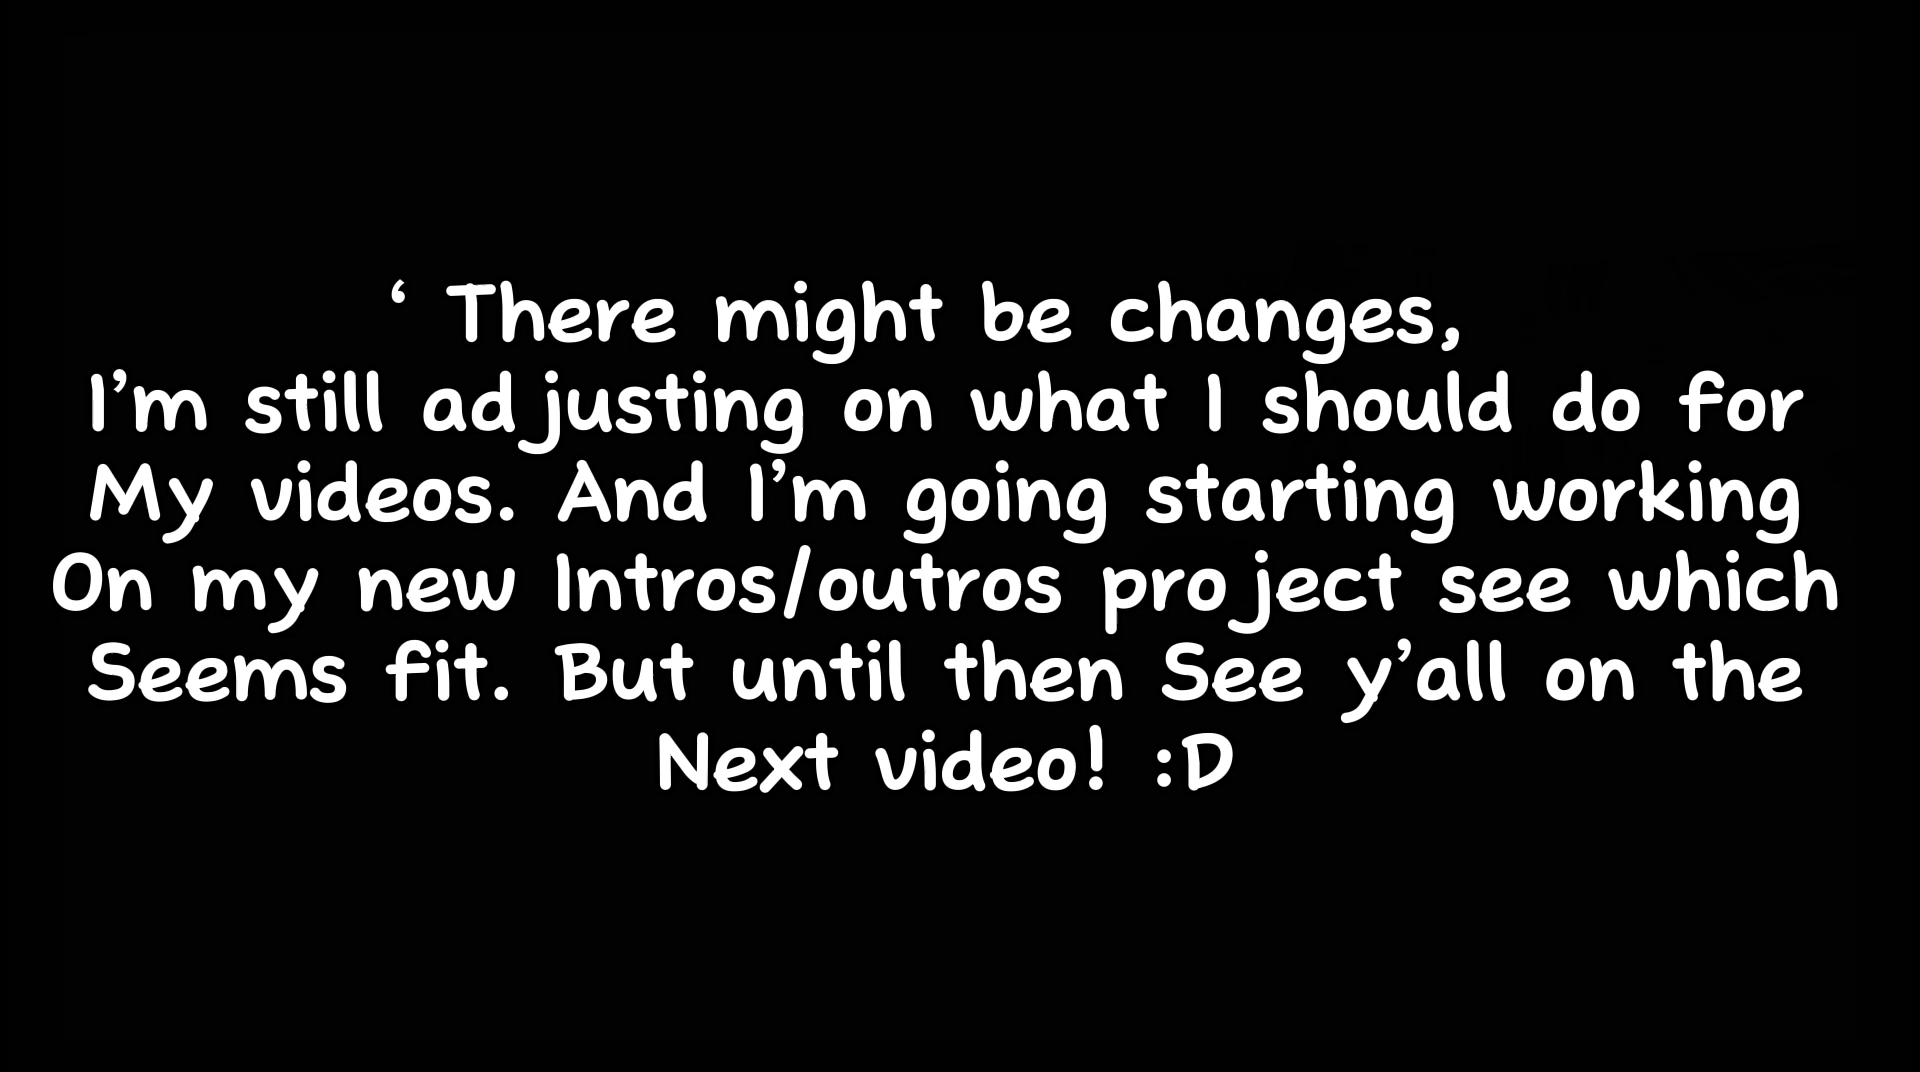 ‘ There might be changes,
I’m still adjusting on what I should do for
My videos. And I’m going starting working
On my new Intros/outros project see which
Seems fit. But until then See y’all on the
Next video! :D